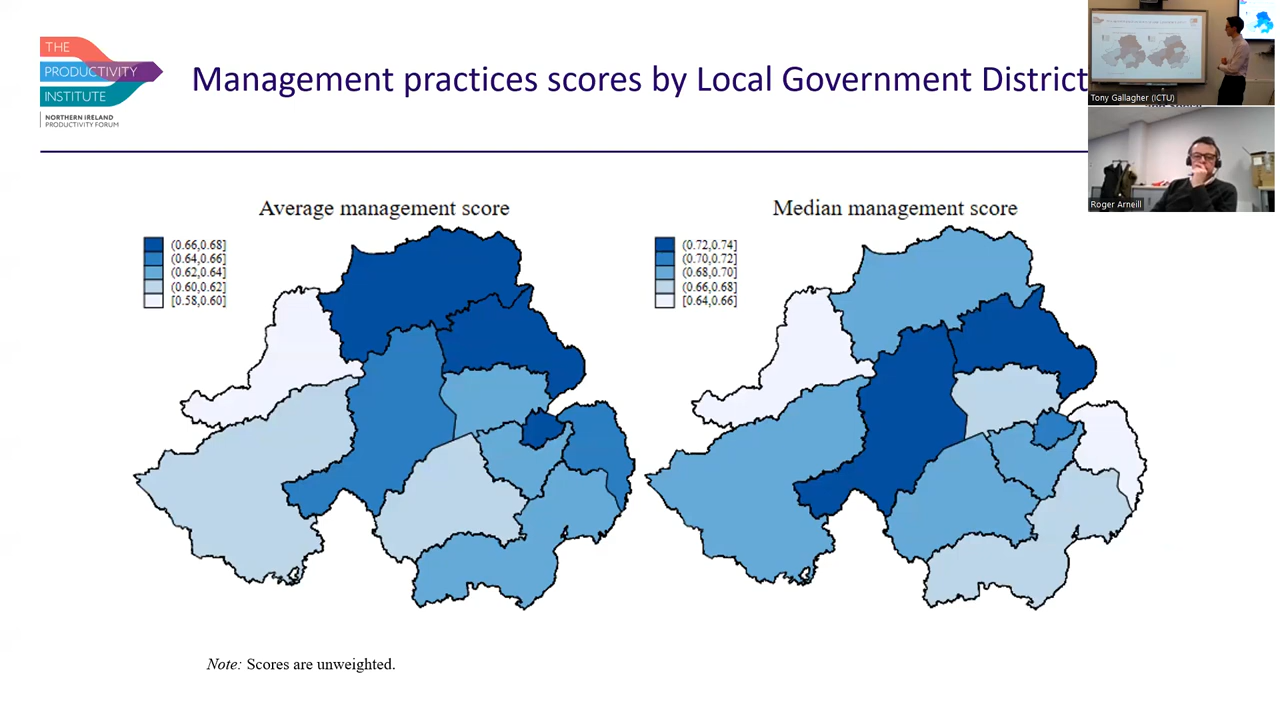 THE
PRODUCTIVITY
INSTITUTE
NORTHERN IRELAND
PRODUCTIVITY FORUM
Management practices scores by Local Government District
Tony Gallagher (ICTU)
Roger Arneill
Average management score
(0.66,0.68]
(0.64,0.66]
(0.62,0.64]
(0.60,0.62]
[0.58,0.60]
Median management score
(0.72,0.74]
(0.70,0.72]
(0.68,0.70]
(0.66,0.68]
[0.64,0.66]
Note: Scores are unweighted.